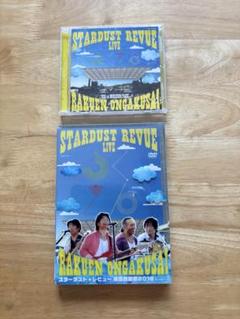 STARDUST REVUE
LIVE
RAKUEN ONGAKUSAI
STARDUST REVUE
LIVE
DVD
RAKUEN ONGAKUSAI
スターダスト・レビュー